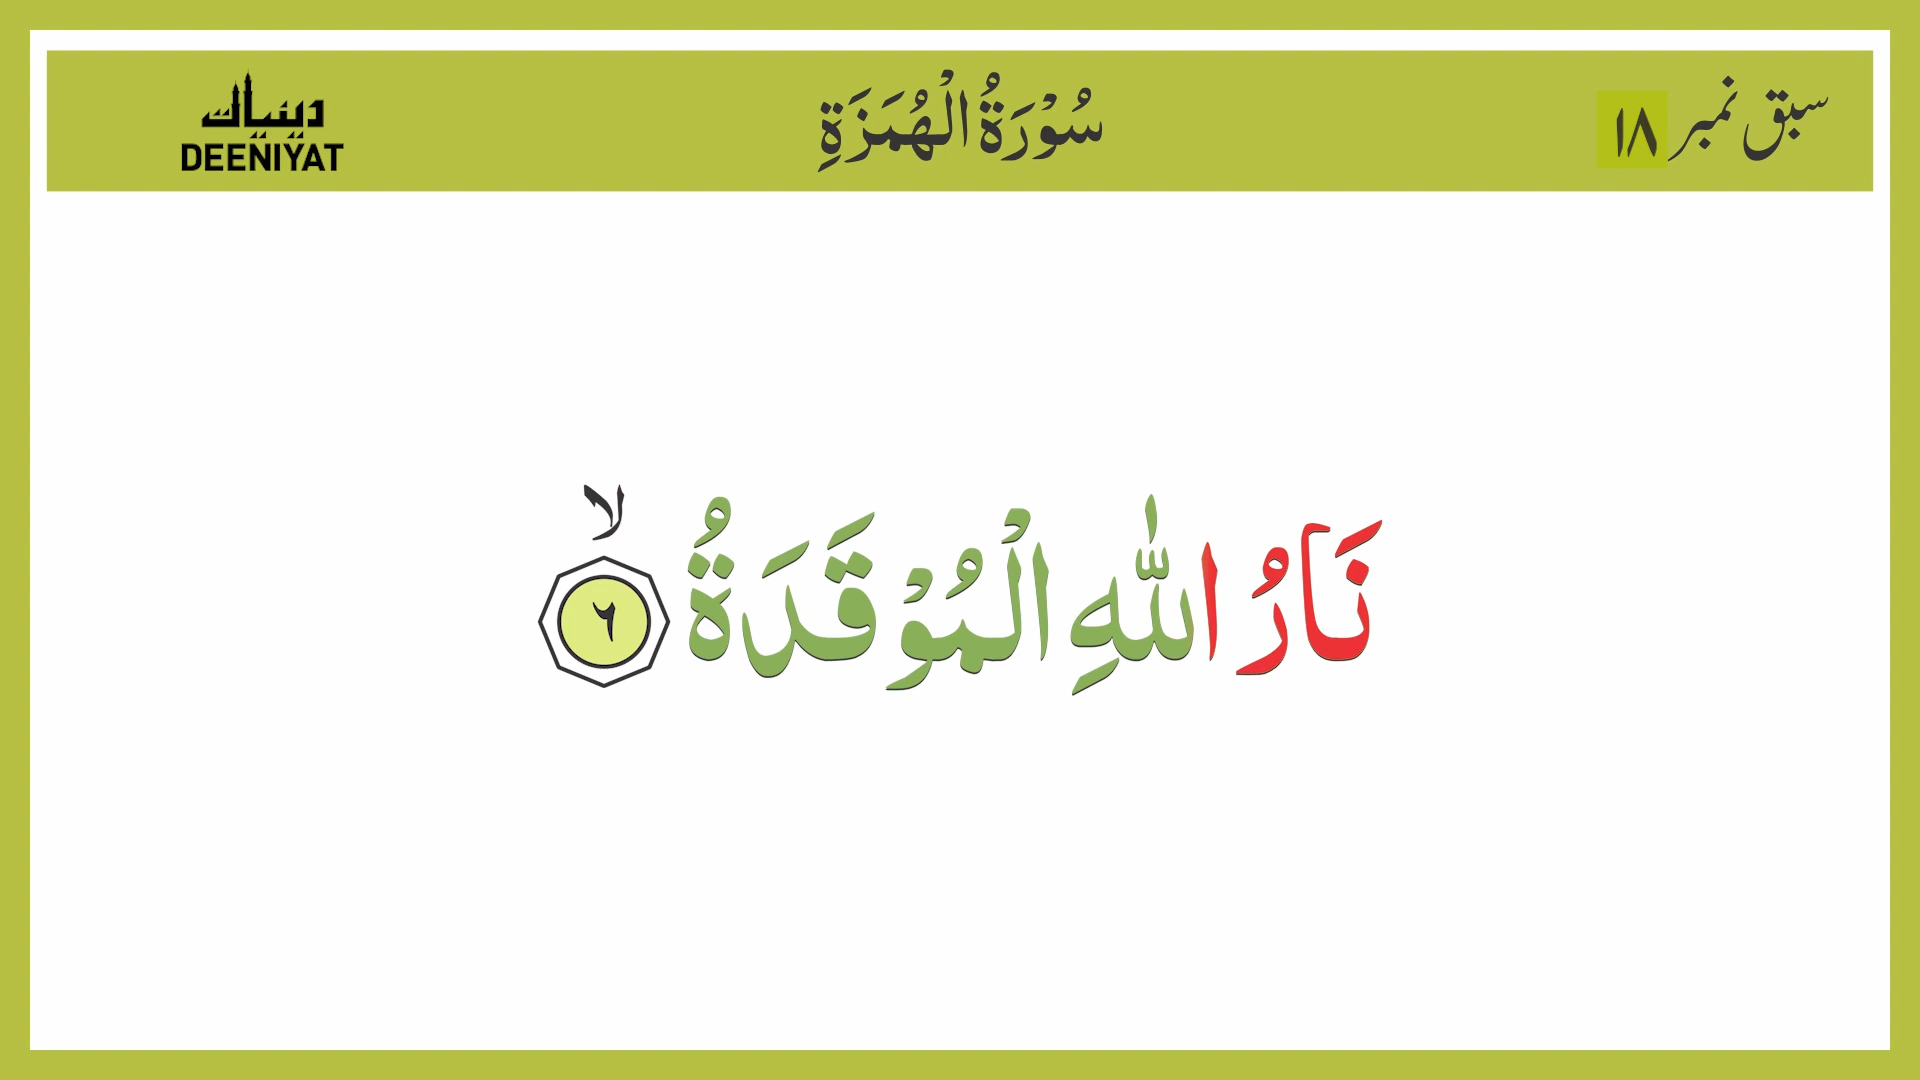 سبق نمبر ۱۸
سُوْرَةُ الْهُمَزَةِ
دینیات
DEENIYAT
نَارُ اللّٰهِ الْمُوْقَدَةُ ۙ ٦